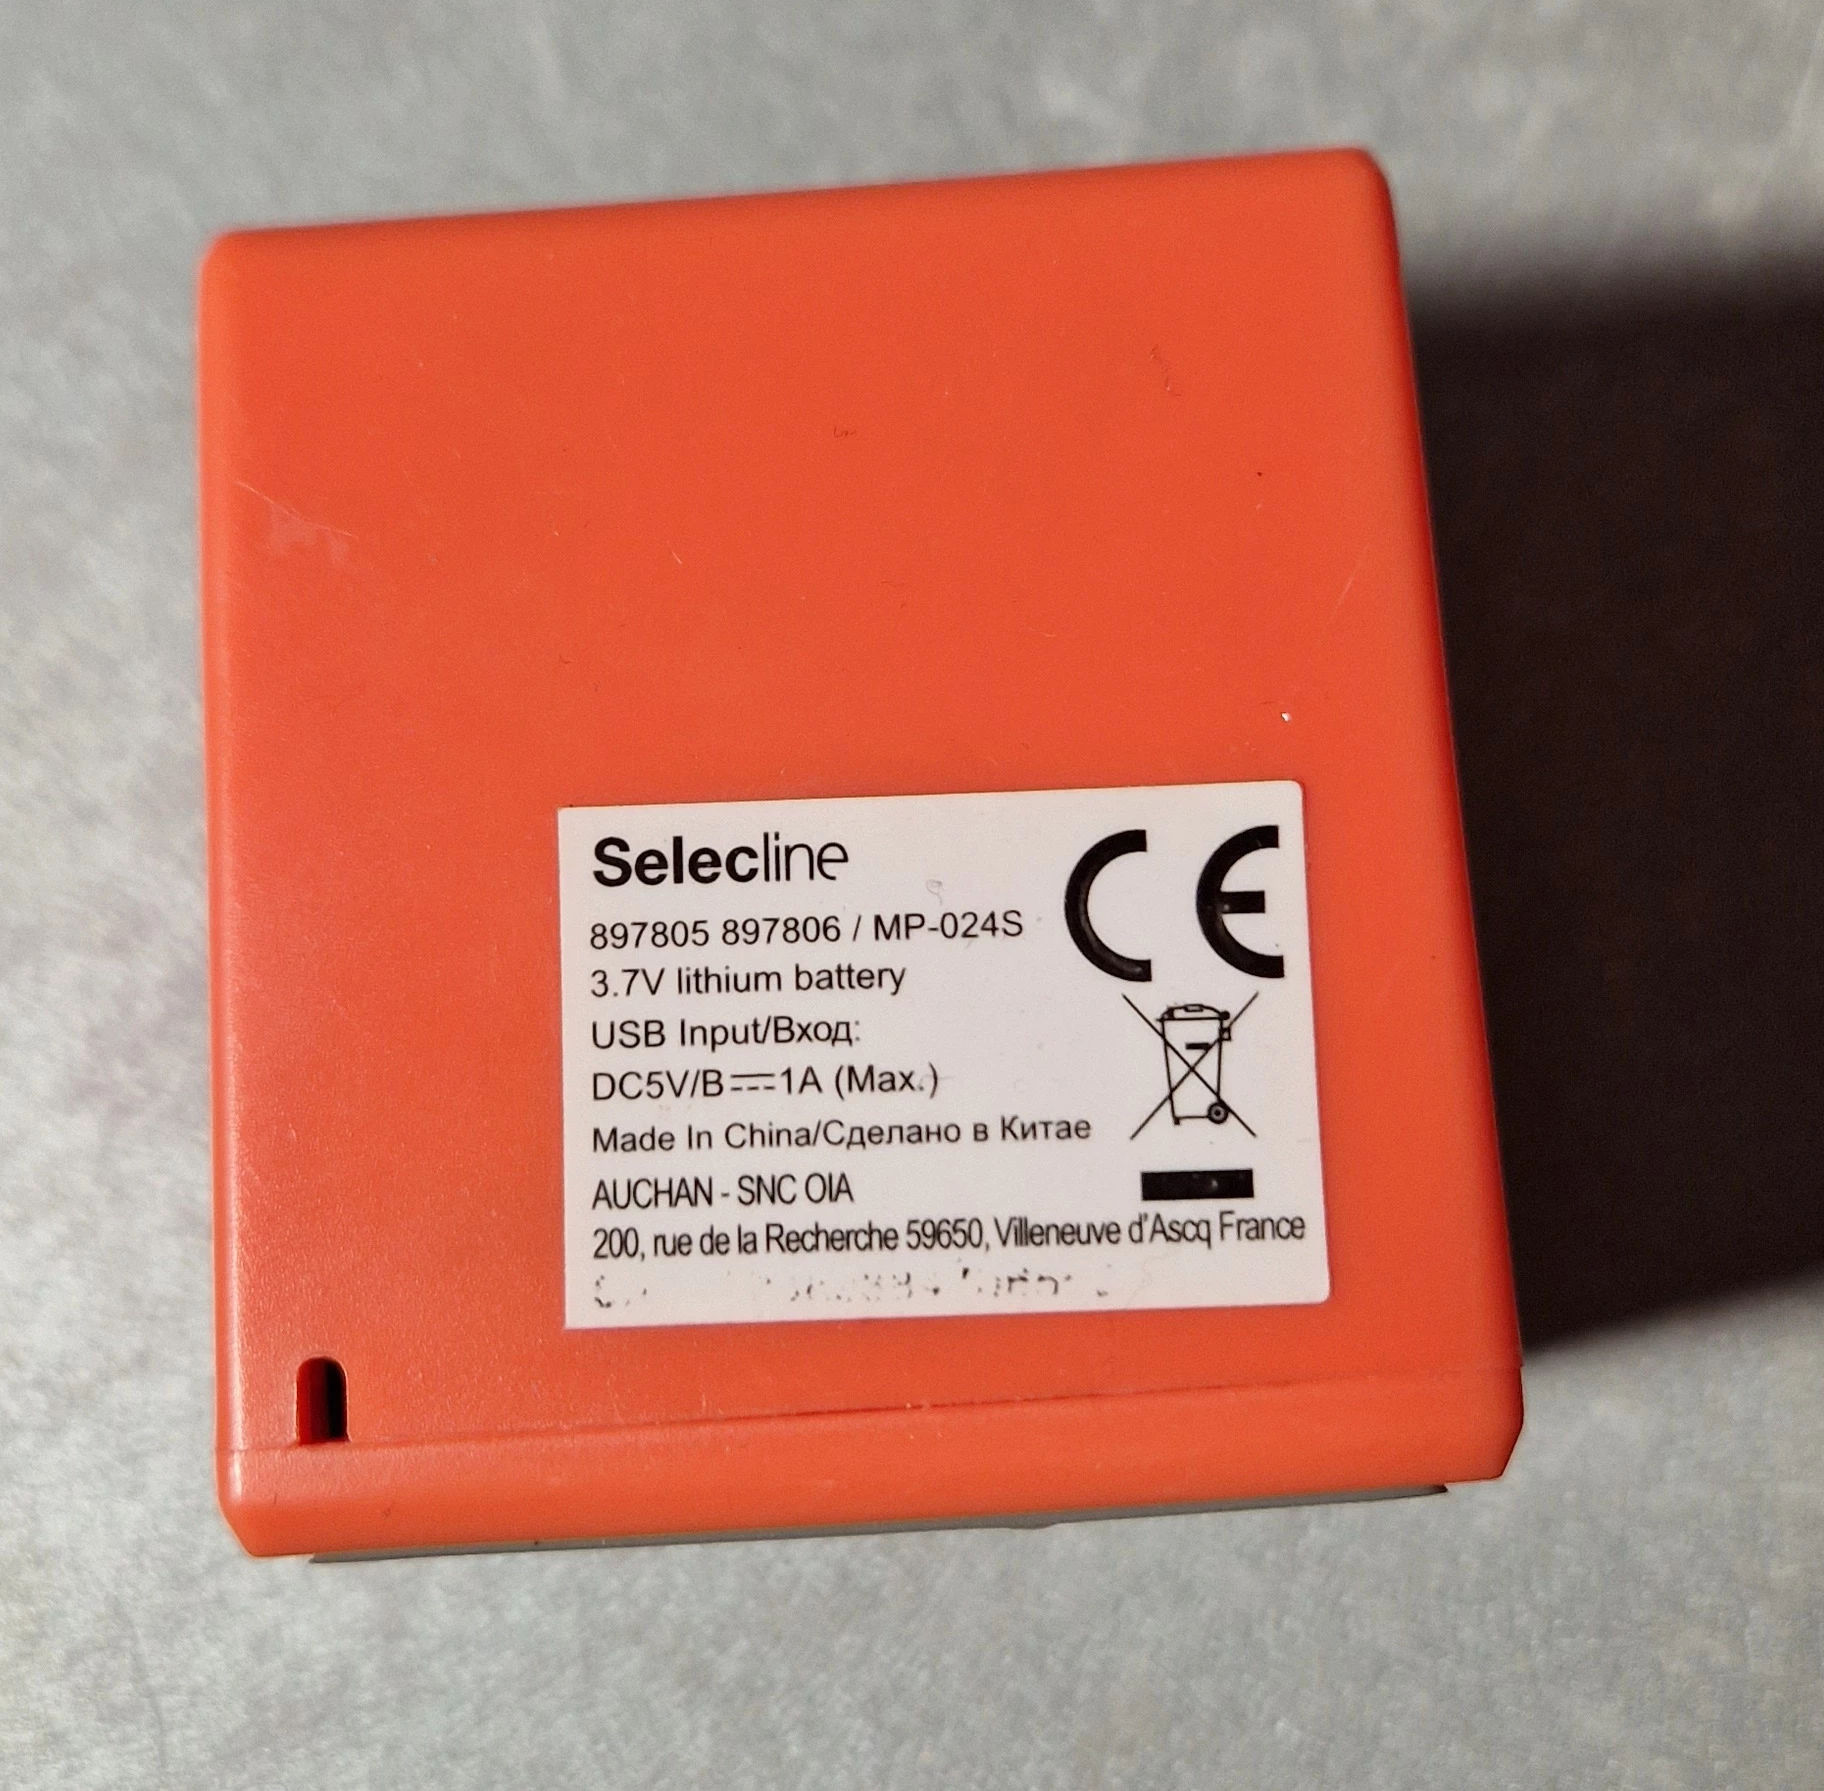 Selecline
897805 897806 / MP-024S
3.7V lithium battery
USB Input/Вход:
DC5V/В⎓1A (Max.)
Made In China/Сделано в Китае
AUCHAN - SNC OIA
200, rue de la Recherche 59650, Villeneuve d'Ascq France
CE